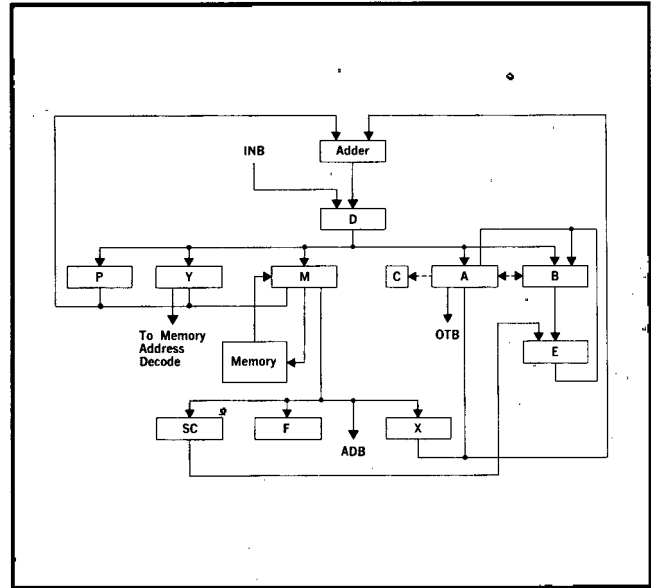 INB
Adder
D
P
Y
M
C
A
B
To Memory
Address
Decode
Memory
OTB
E
SC
F
ADB
X